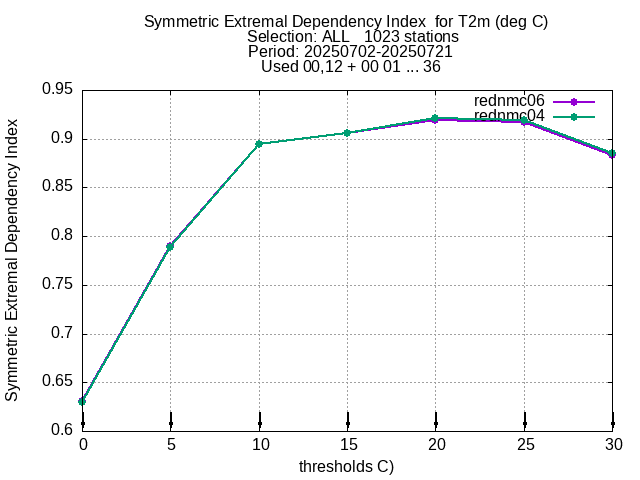 Symmetric Extremal Dependency Index  for T2m (deg C)
Selection: ALL   1023 stations
Period: 20250702-20250721
Used 00,12 + 00 01 ... 36
rednmc06
rednmc04
Symmetric Extremal Dependency Index
0.95
0.9
0.85
0.8
0.75
0.7
0.65
0.6
0 5 10 15 20 25 30
thresholds C)